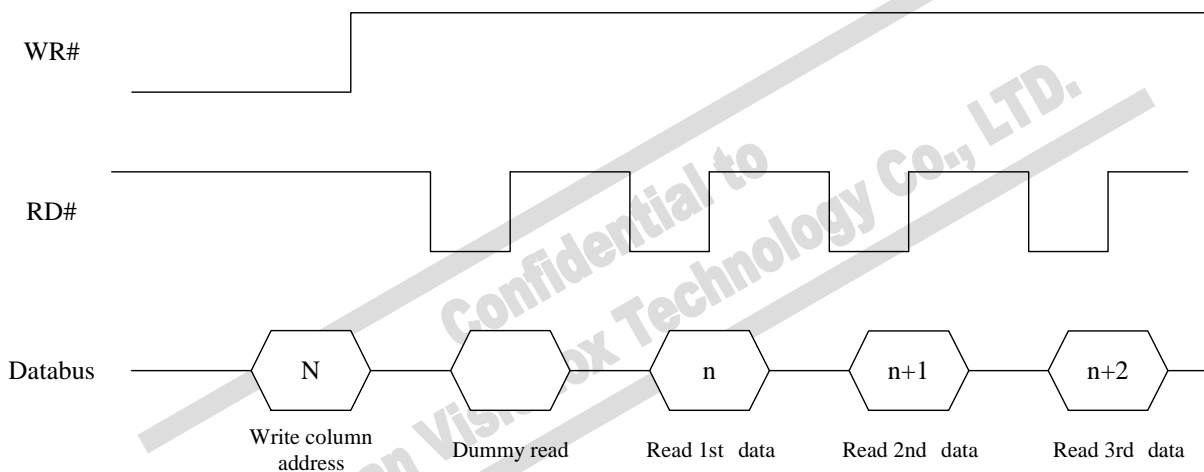 WR#
RD#
Confidential to
Technology Co., LTD.
Databus
N
n
n+1
n+2
Write column
address
Dummy read
Read 1st data
Read 2nd data
Read 3rd data